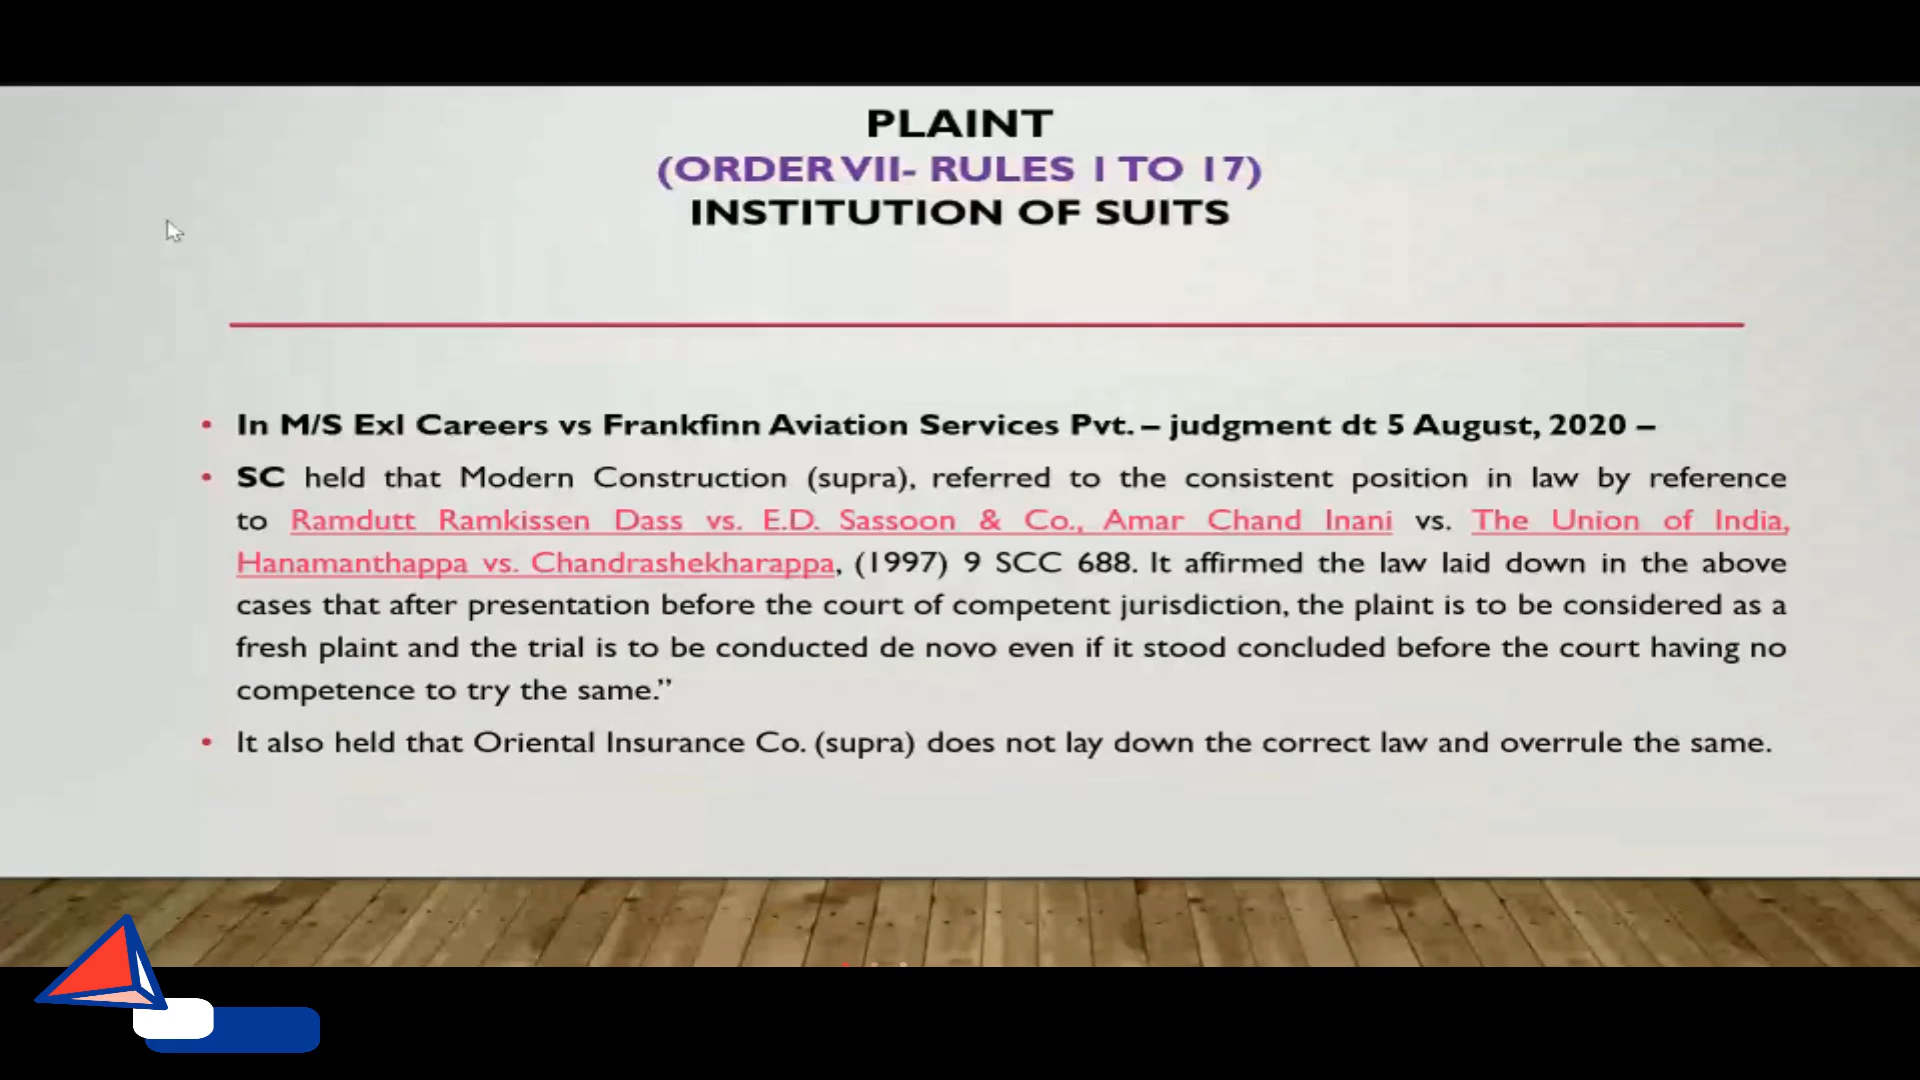 PLAINT
(ORDER VII- RULES 1 TO 17)
INSTITUTION OF SUITS
• In M/S Exl Careers vs Frankfinn Aviation Services Pvt. – judgment dt 5 August, 2020 –
• SC held that Modern Construction (supra), referred to the consistent position in law by reference
to Ramdutt Ramkissen Dass vs. E.D. Sassoon & Co., Amar Chand Inani vs. The Union of India,
Hanamanthappa vs. Chandrashekharappa, (1997) 9 SCC 688. It affirmed the law laid down in the above
cases that after presentation before the court of competent jurisdiction, the plaint is to be considered as a
fresh plaint and the trial is to be conducted de novo even if it stood concluded before the court having no
competence to try the same.”
• It also held that Oriental Insurance Co. (supra) does not lay down the correct law and overrule the same.